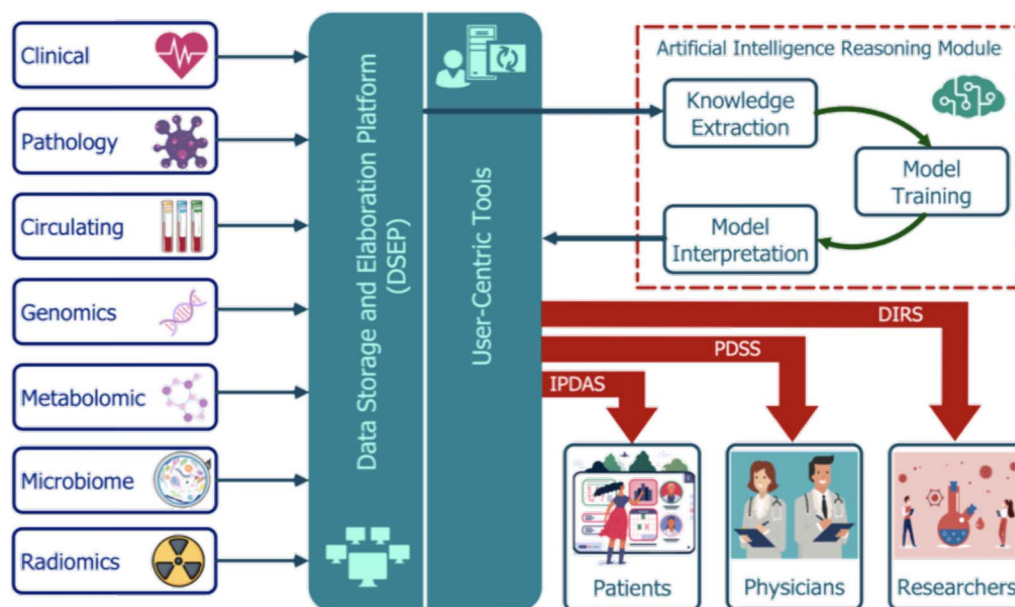 Clinical
Pathology
Circulating
Genomics
Metabolomic
Microbiome
Radiomics
Data Storage and Elaboration Platform
(DSEP)
User-Centric Tools
Artificial Intelligence Reasoning Module
Knowledge
Extraction
Model
Training
Model
Interpretation
DIRS
PDSS
IPDAS
Patients
Physicians
Researchers